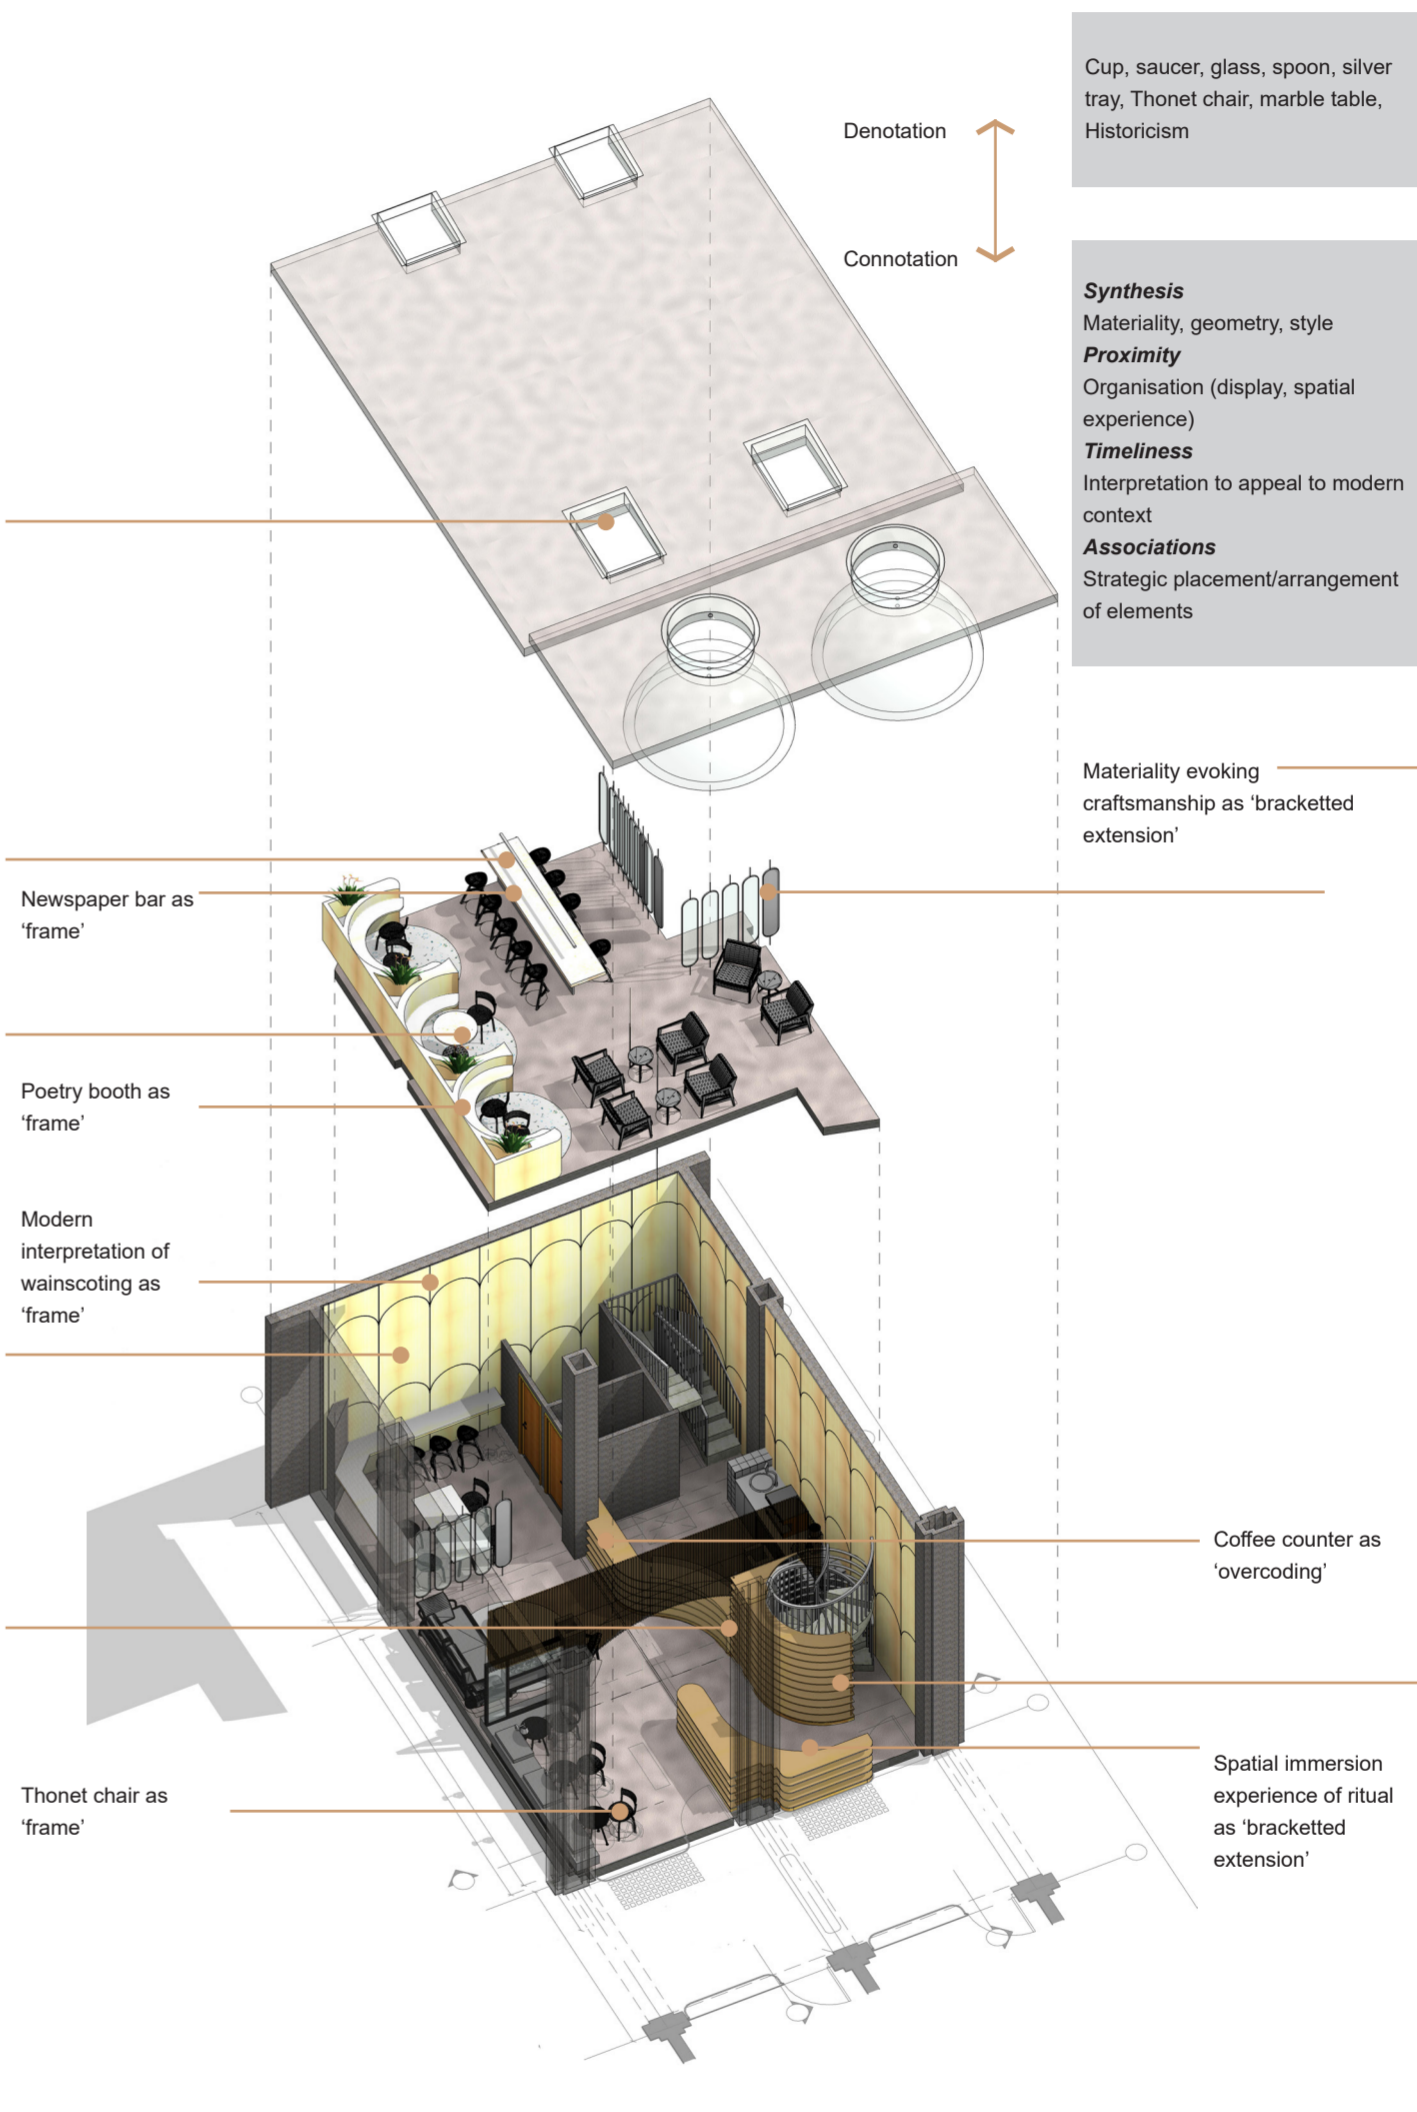 Cup, saucer, glass, spoon, silver
tray, Thonet chair, marble table,
Historicism
Denotation
Connotation
Synthesis
Materiality, geometry, style
Proximity
Organisation (display, spatial
experience)
Timeliness
Interpretation to appeal to modern
context
Associations
Strategic placement/arrangement
of elements
Materiality evoking
craftsmanship as ‘bracketted
extension’
Newspaper bar as
‘frame’
Poetry booth as
‘frame’
Modern
interpretation of
wainscoting as
‘frame’
Coffee counter as
‘overcoding’
Spatial immersion
experience of ritual
as ‘bracketted
extension’
Thonet chair as
‘frame’